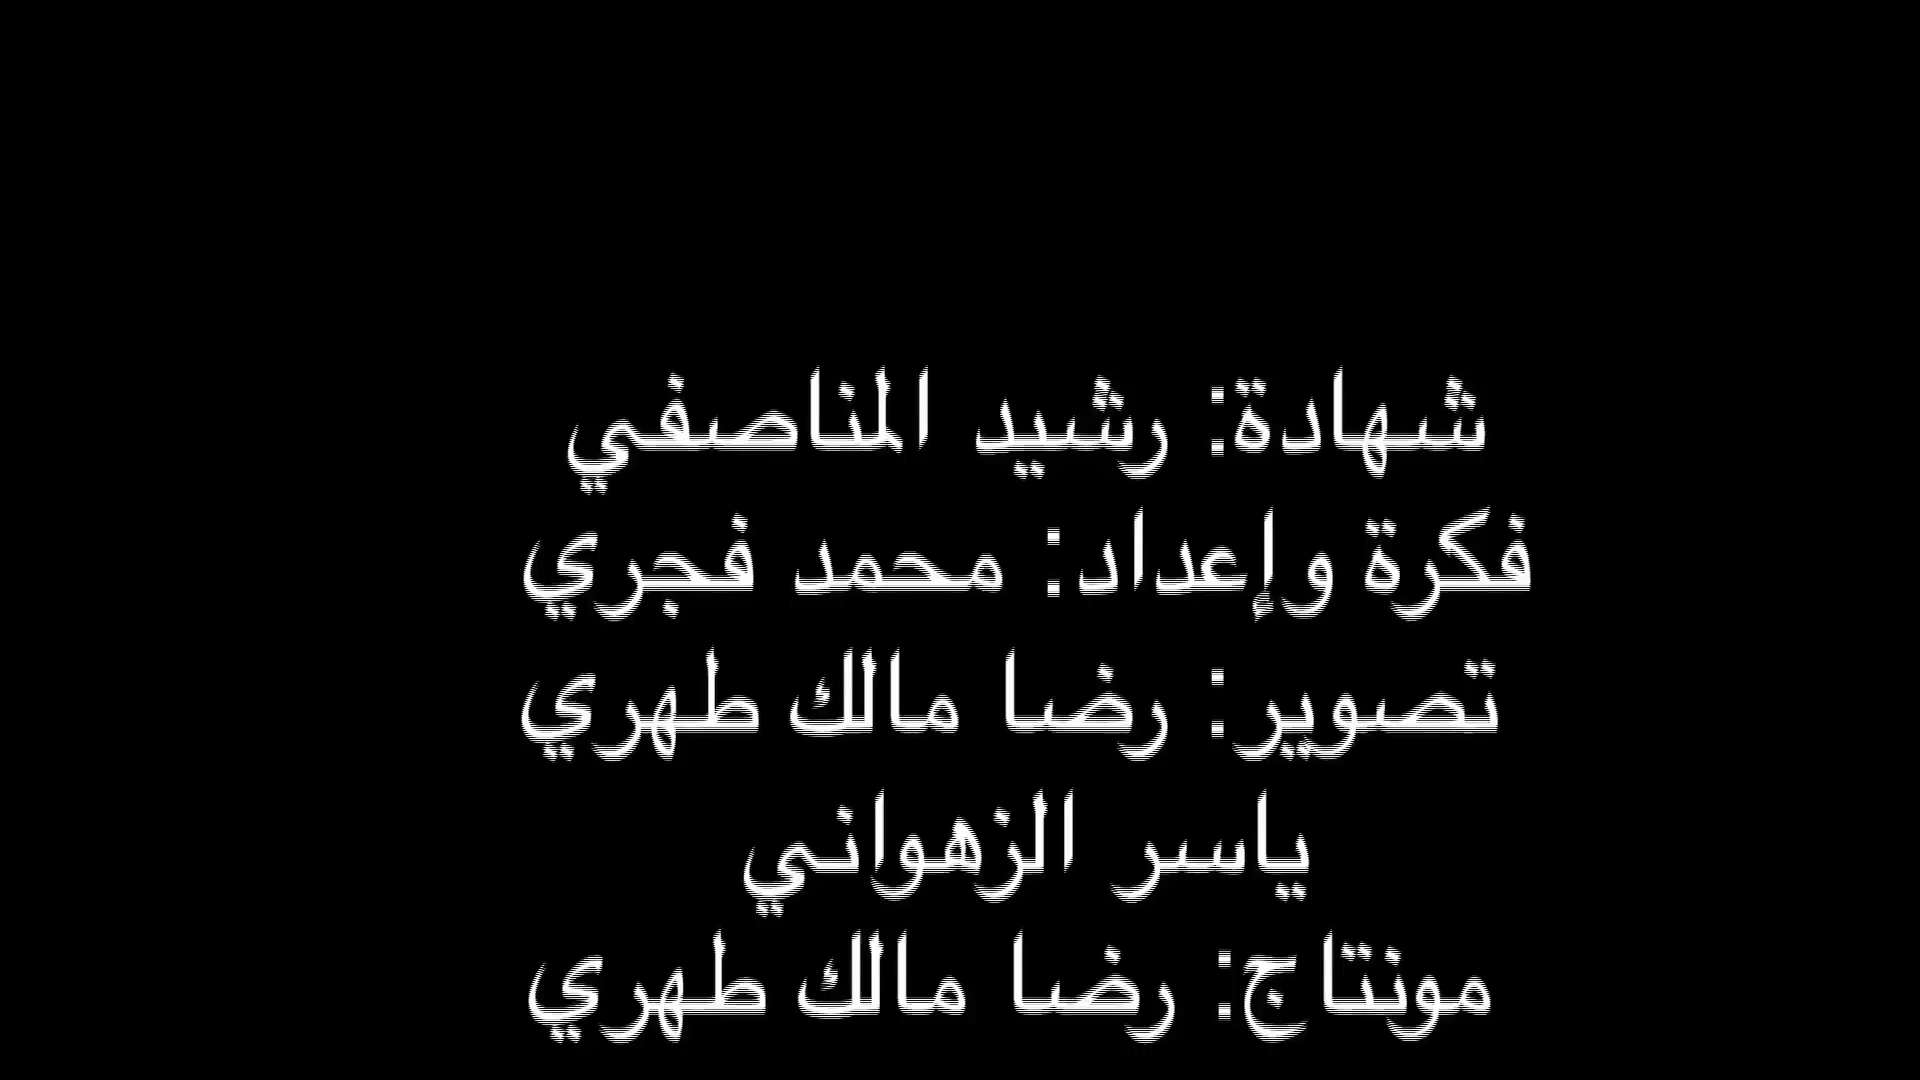 شهادة: رشيد المناصفي
فكرة وإعداد: محمد فجري
تصوير: رضا مالك طهري
ياسر الزهواني
مونتاج: رضا مالك طهري